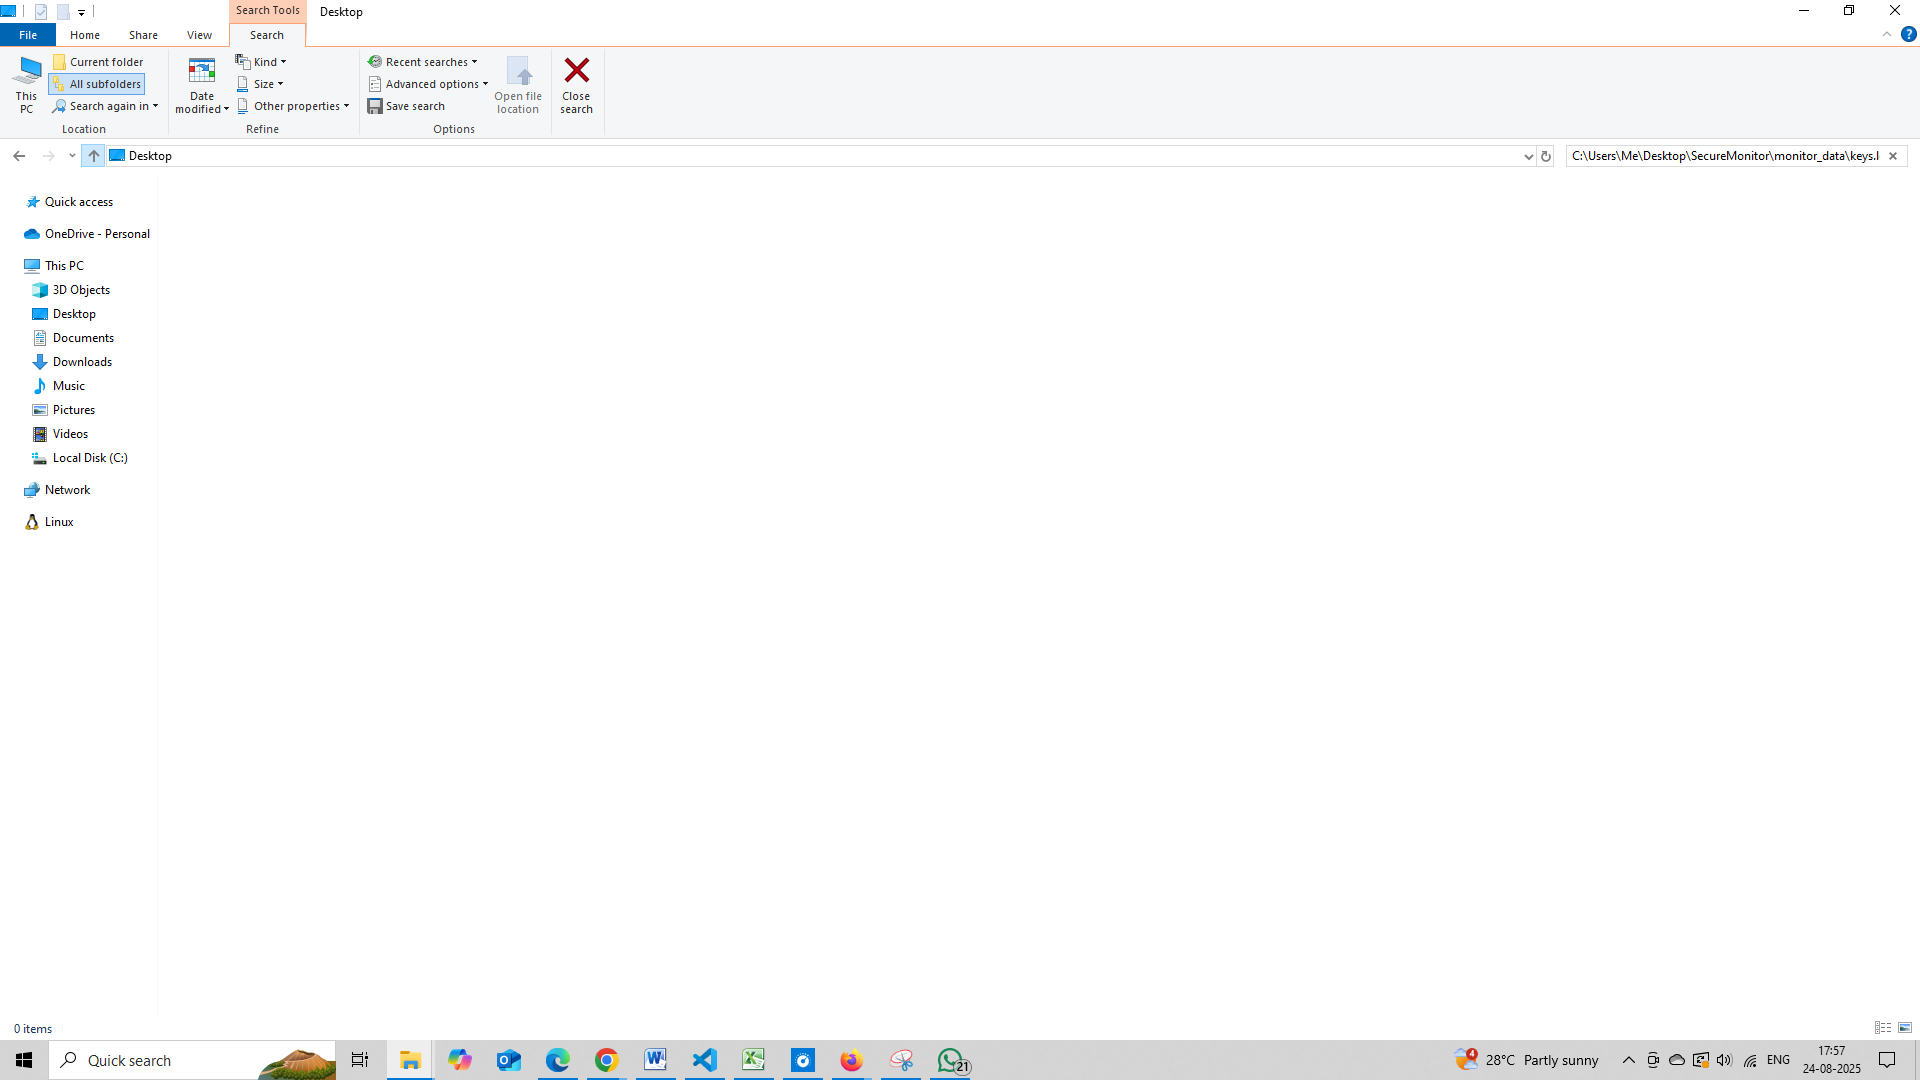 Search Tools
Desktop
File
Home
Share
View
Search
This PC
Current folder
All subfolders
Search again in
Location
Date modified
Kind
Size
Other properties
Refine
Recent searches
Advanced options
Save search
Options
Open file location
Close search
Desktop
C:\Users\Me\Desktop\SecureMonitor\monitor_data\keys.l
Quick access
OneDrive - Personal
This PC
3D Objects
Desktop
Documents
Downloads
Music
Pictures
Videos
Local Disk (C:)
Network
Linux
0 items
Quick search
21
4
28°C Partly sunny
ENG
17:57
24-08-2025